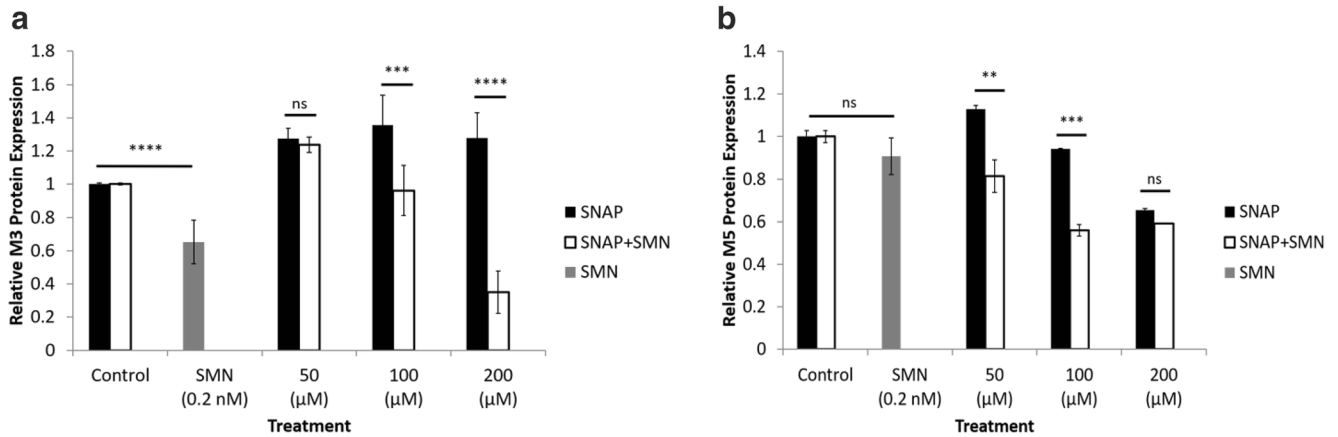 a
1.8
1.6
1.4
1.2
1
0.8
0.6
0.4
0.2
0
Relative M3 Protein Expression
****
ns
***
****
SNAP
SNAP+SMN
SMN
Control
SMN
(0.2 nM)
50
(μM)
100
(μM)
200
(μM)
Treatment
b
1.4
1.2
1
0.8
0.6
0.4
0.2
0
Relative M5 Protein Expression
ns
**
***
ns
SNAP
SNAP+SMN
SMN
Control
SMN
(0.2 nM)
50
(μM)
100
(μM)
200
(μM)
Treatment